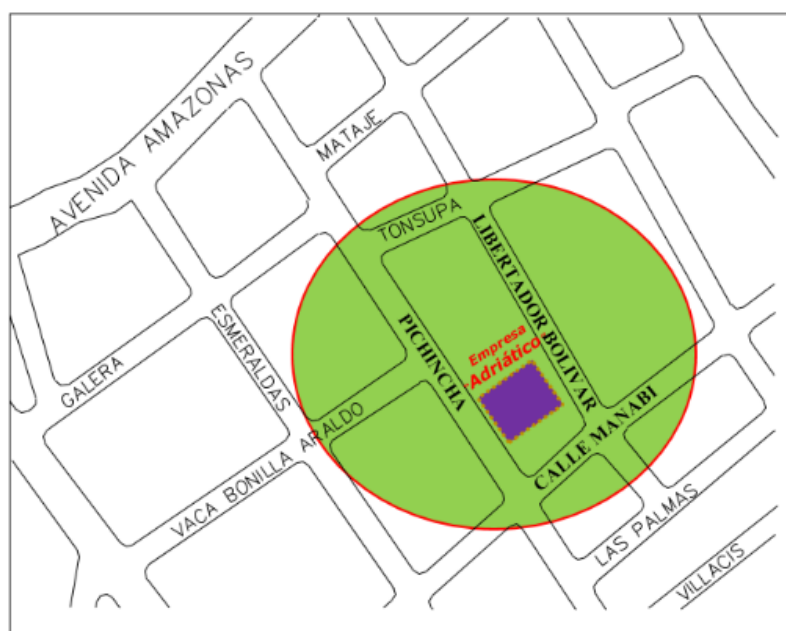 AVENIDA AMAZONAS
MATAJE
TONSUPA
LIBERTADOR BOLIVAR
ESMERALDAS
PICHINCHA
Empresa
Adriático
GALERA
VACA BONILLA ARALDO
CALLE MANABI
LAS PALMAS
VILLACIS